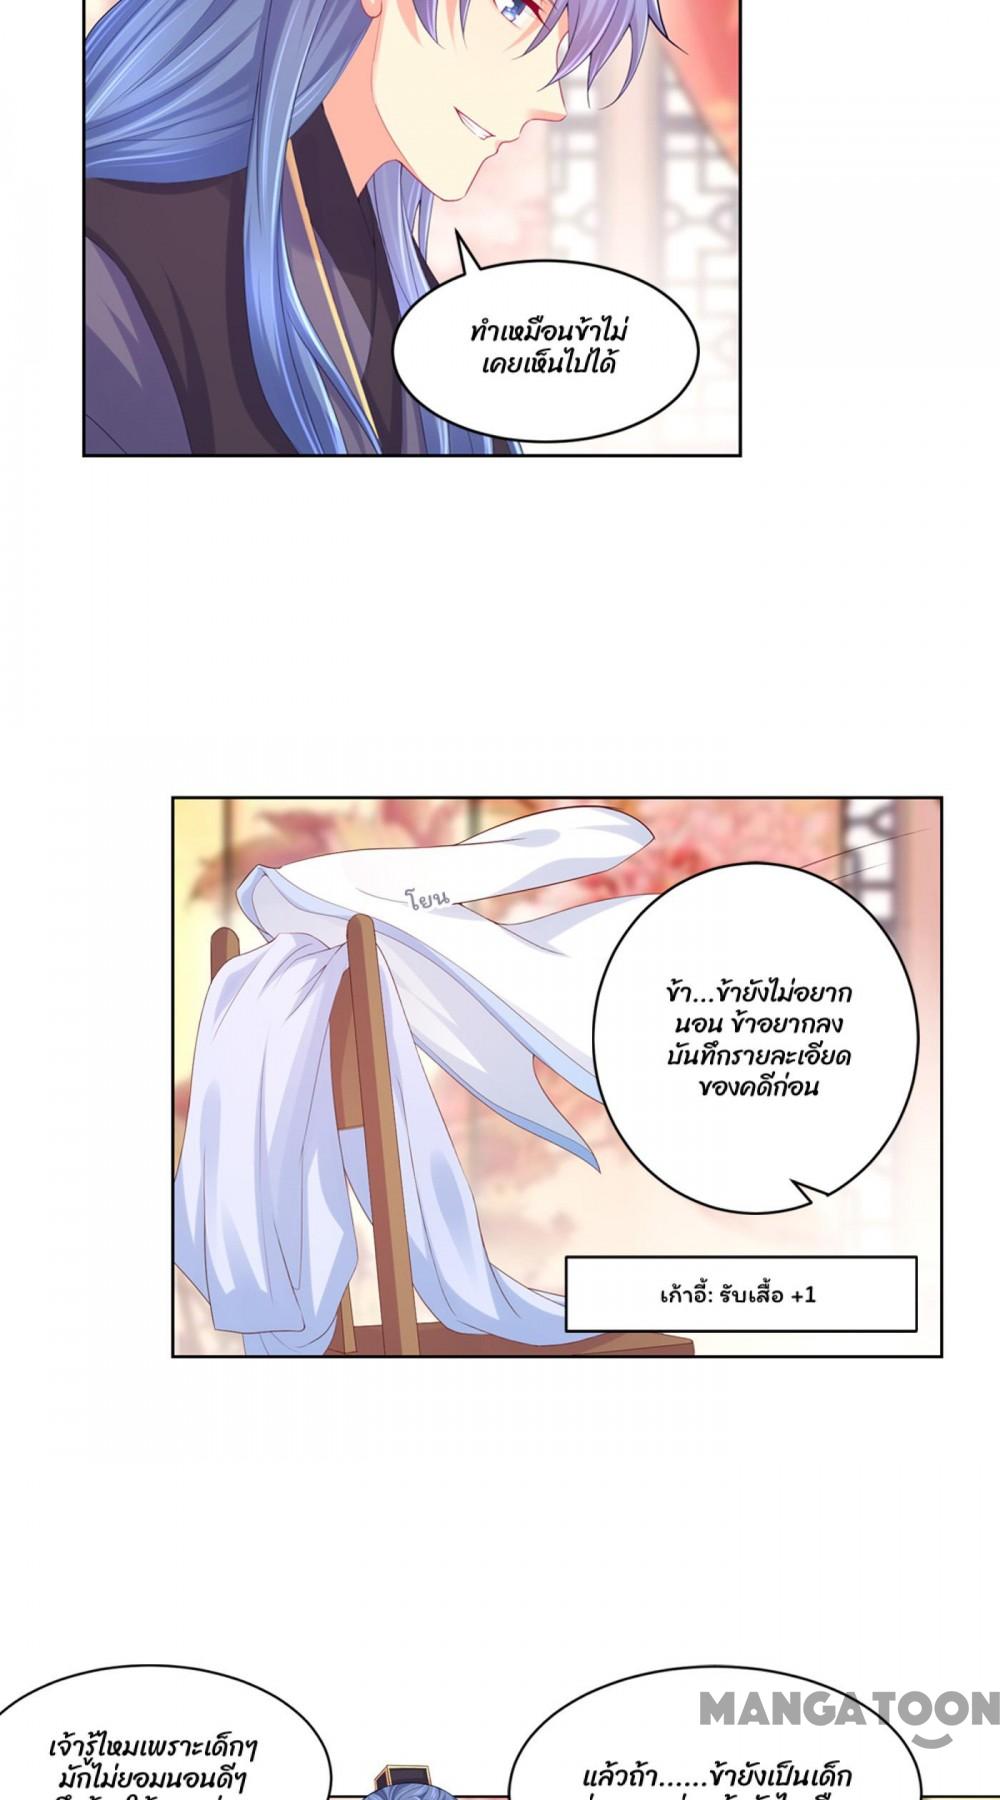 ทำเหมือนข้าไม่
เคยเห็นไปได้
โยน
ข้า...ข้ายังไม่อยาก
นอน ข้าอยากลง
บันทึกรายละเอียด
ของคดีก่อน
เก้าอี้: รับเสื้อ +1
MANGATOON
เจ้ารู้ไหมเพราะเด็กๆ
มักไม่ยอมนอนดีๆ
แล้วถ้า......ข้ายังเป็นเด็ก